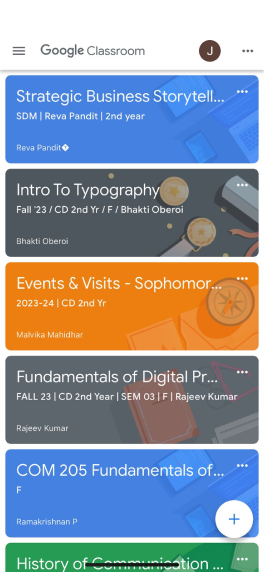 Google Classroom
J
Strategic Business Storytell...
SDM | Reva Pandit | 2nd year
Reva Pandit�
Intro To Typography
Fall '23 / CD 2nd Yr / F / Bhakti Oberoi
Bhakti Oberoi
Events & Visits - Sophomor...
2023-24 | CD 2nd Yr
Malvika Mahidhar
Fundamentals of Digital Pr...
FALL 23 | CD 2nd Year | SEM 03 | F | Rajeev Kumar
Rajeev Kumar
COM 205 Fundamentals of...
F
Ramakrishnan P
History of Communication ...